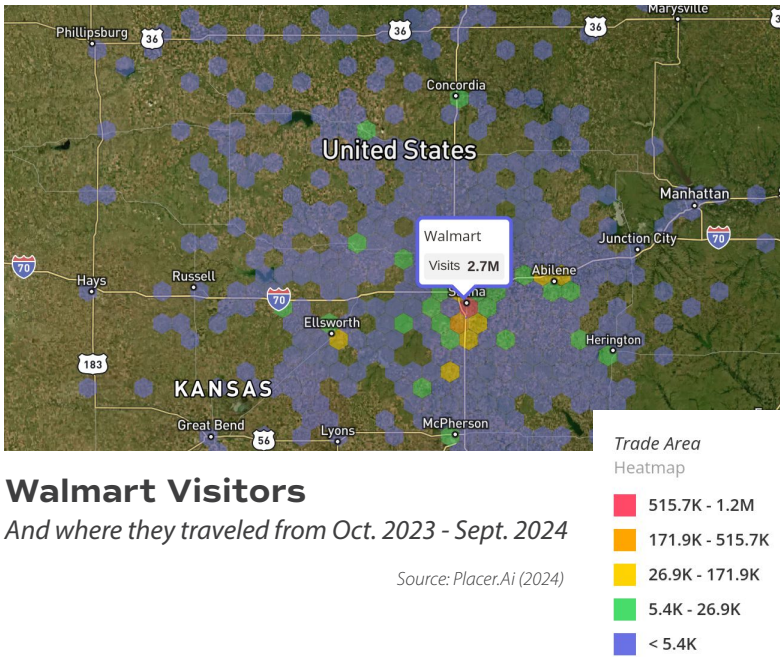 Marysville
Phillipsburg
36
36
36
Concordia
United States
Manhattan
Walmart
Visits 2.7M
Junction City
70
70
Abilene
Hays
Russell
70
Ellsworth
Herington
183
KANSAS
Great Bend
56
Lyons
McPherson
Trade Area
Heatmap
515.7K - 1.2M
171.9K - 515.7K
26.9K - 171.9K
5.4K - 26.9K
< 5.4K
Walmart Visitors
And where they traveled from Oct. 2023 - Sept. 2024
Source: Placer.Ai (2024)